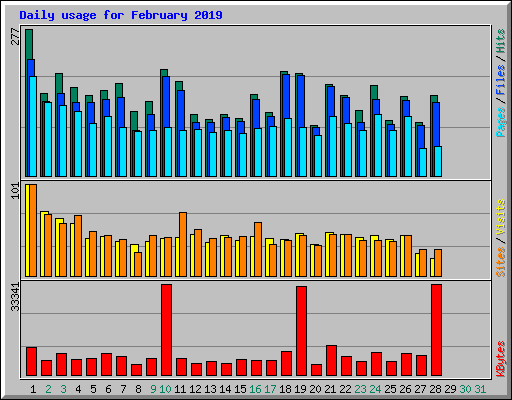 Daily usage for February 2019
277
Pages / Files / Hits
101
Sites / Visits
33341
KBytes
1 2 3 4 5 6 7 8 9 10 11 12 13 14 15 16 17 18 19 20 21 22 23 24 25 26 27 28 29 30 31